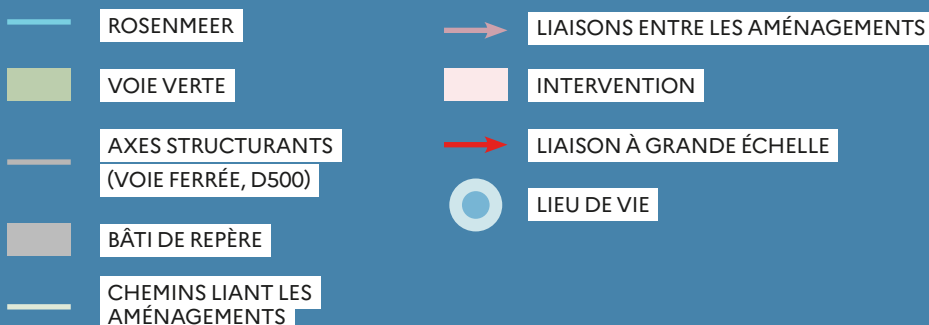 ROSENMEER
VOIE VERTE
AXES STRUCTURANTS
(VOIE FERRÉE, D500)
BÂTI DE REPÈRE
CHEMINS LIANT LES
AMÉNAGEMENTS
LIAISONS ENTRE LES AMÉNAGEMENTS
INTERVENTION
LIAISON À GRANDE ÉCHELLE
LIEU DE VIE